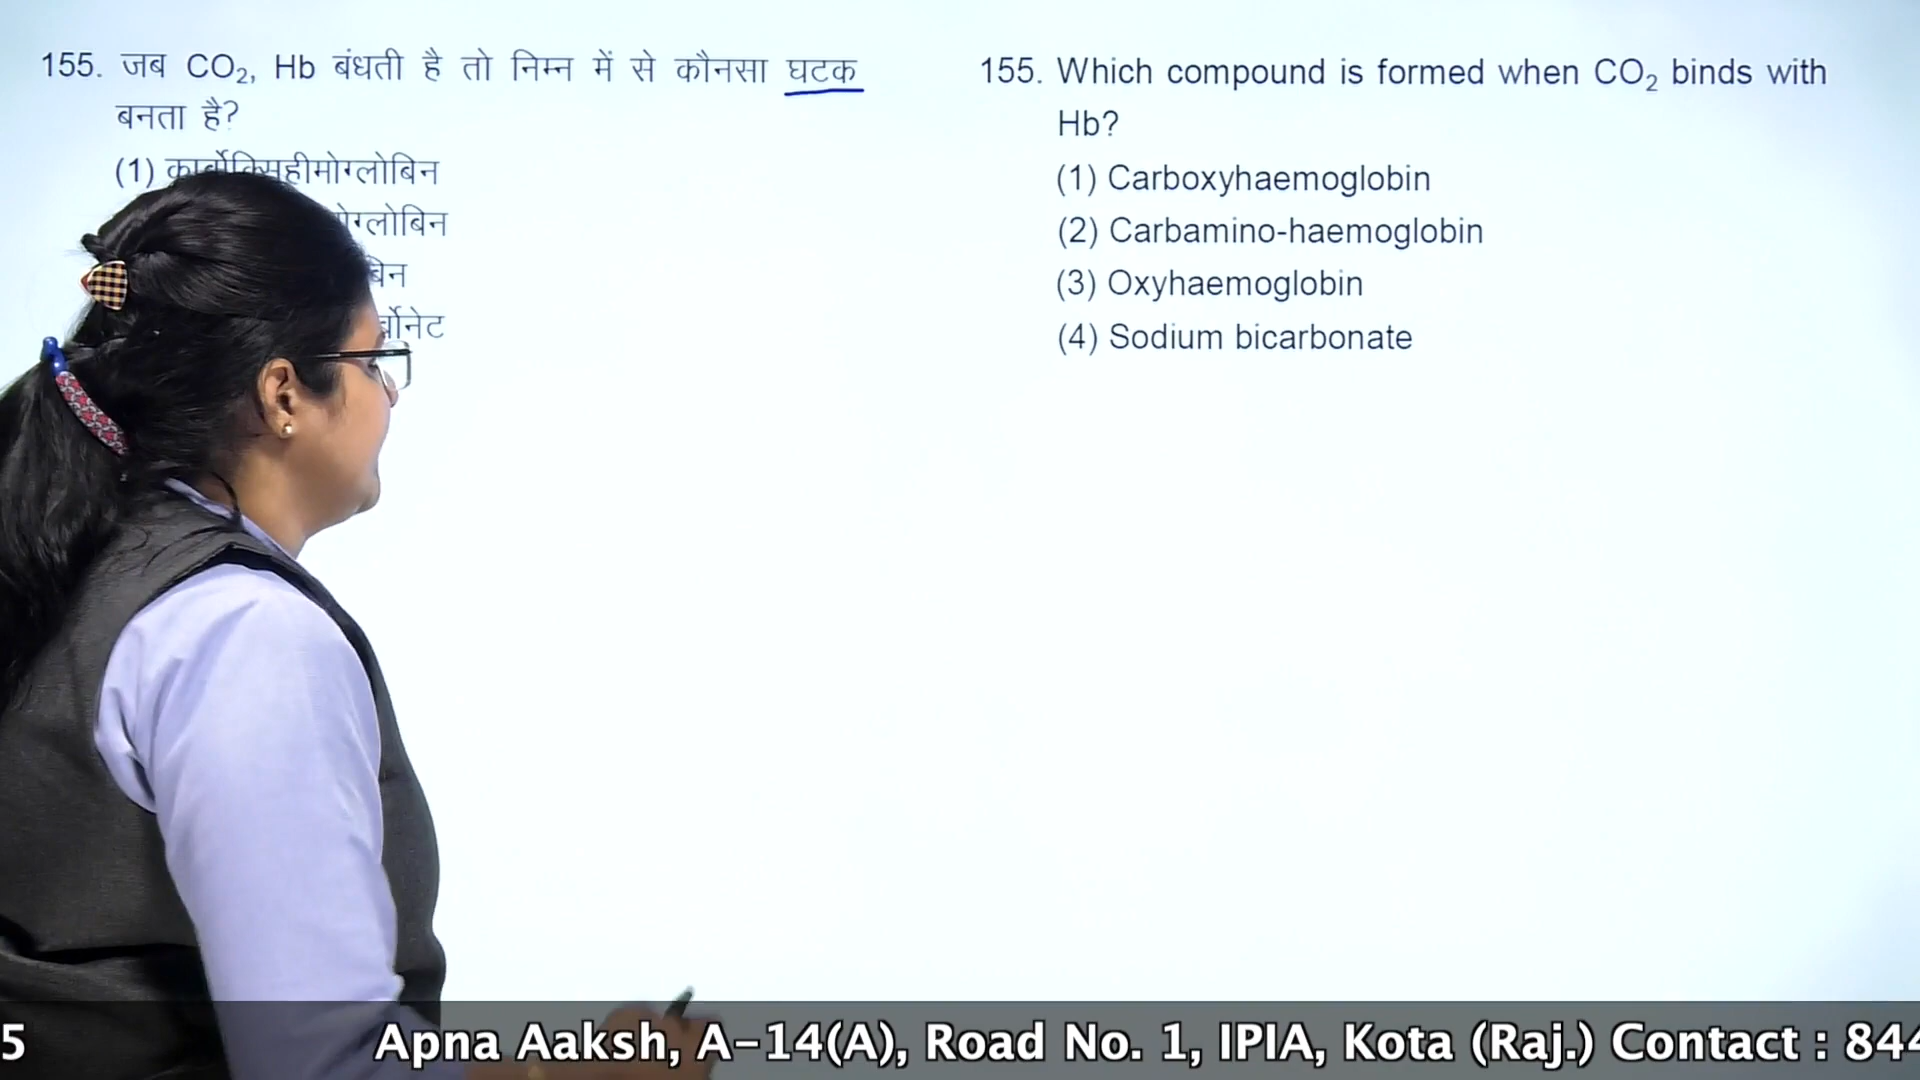 155. जब CO₂, Hb बंधती है तो निम्न में से कौनसा घटक
बनता है?
(1) कार्बोक्सिहीमोग्लोबिन
155. Which compound is formed when CO₂ binds with
Hb?
(1) Carboxyhaemoglobin
(2) Carbamino-haemoglobin
(3) Oxyhaemoglobin
(4) Sodium bicarbonate
5 Apna Aaksh, A-14(A), Road No. 1, IPIA, Kota (Raj.) Contact : 844